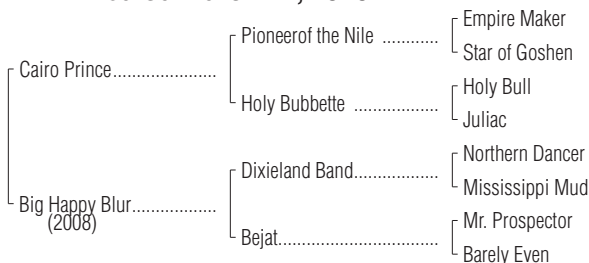 Empire Maker
Pioneerof the Nile ............
Star of Goshen
Cairo Prince.....................
Holy Bull
Holy Bubbette .................
Juliac
Northern Dancer
Dixieland Band.................
Mississippi Mud
Big Happy Blur.................
(2008)
Mr. Prospector
Bejat................................
Barely Even